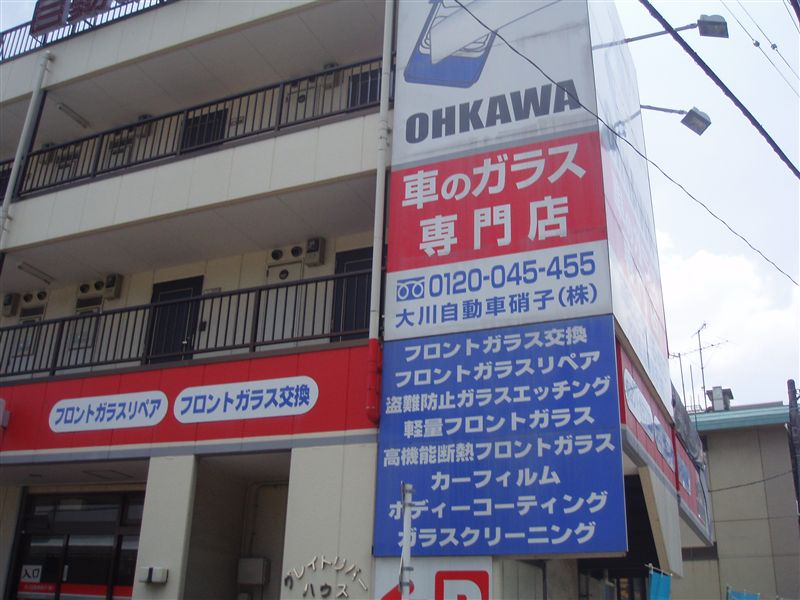 OHKAWA
車のガラス
専門店
0120-045-455
大川自動車硝子(株)
フロントガラス交換
フロントガラスリペア
盗難防止ガラスエッチング
軽量フロントガラス
高機能断熱フロントガラス
カーフィルム
ボディーコーティング
ガラスクリーニング
フロントガラスリペア
フロントガラス交換
入口
グレイトリバー
ハウス
P